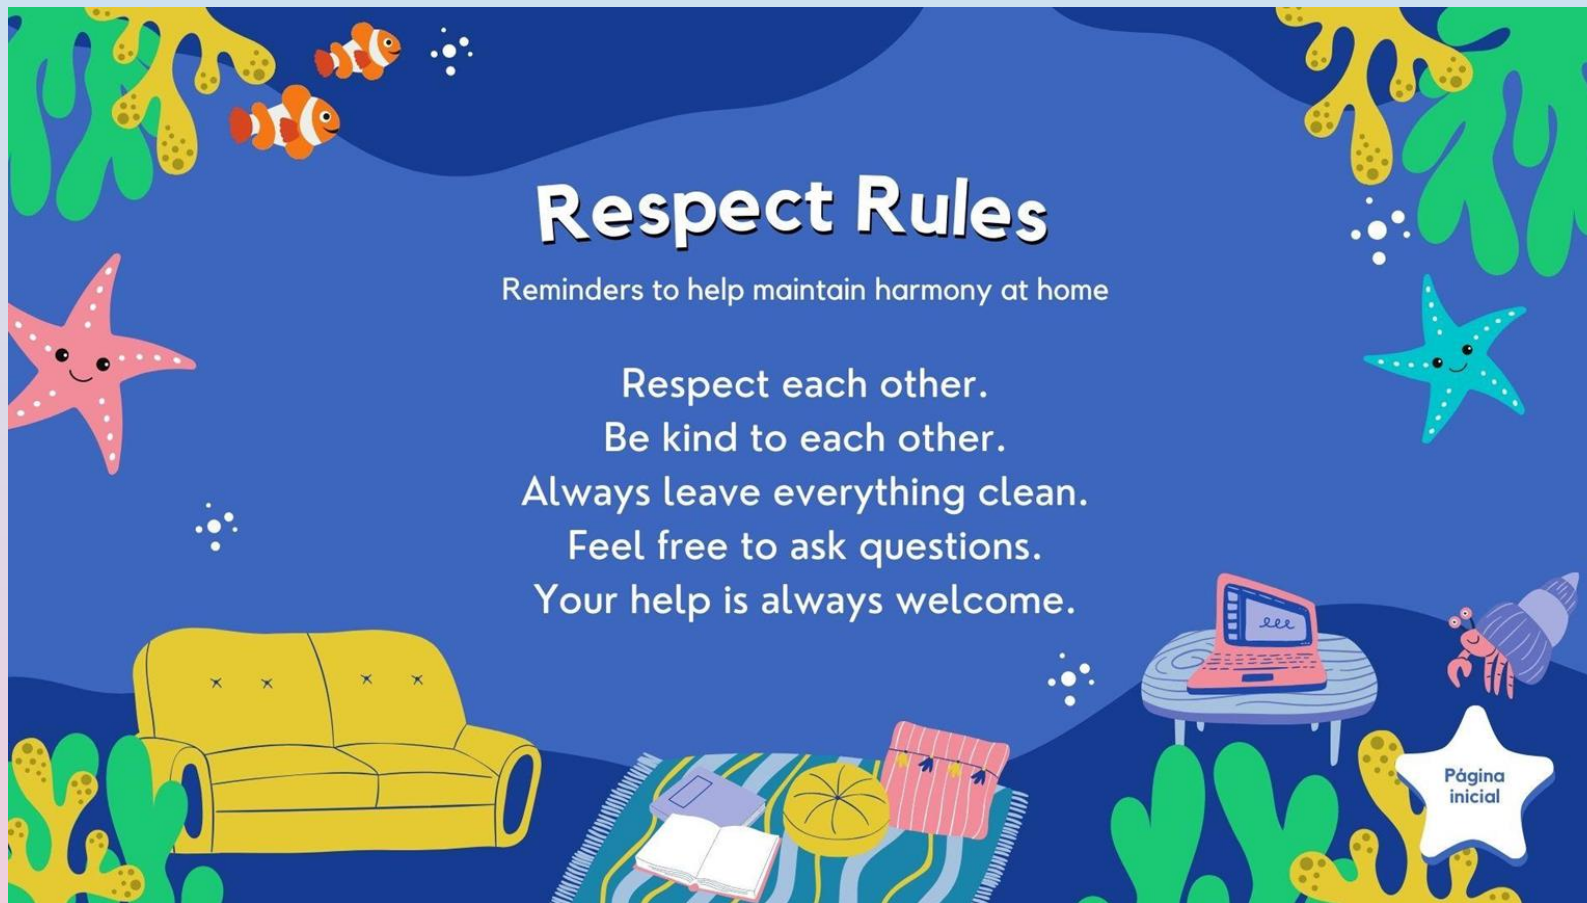 Respect Rules
Reminders to help maintain harmony at home
Respect each other.
Be kind to each other.
Always leave everything clean.
Feel free to ask questions.
Your help is always welcome.
Página
inicial